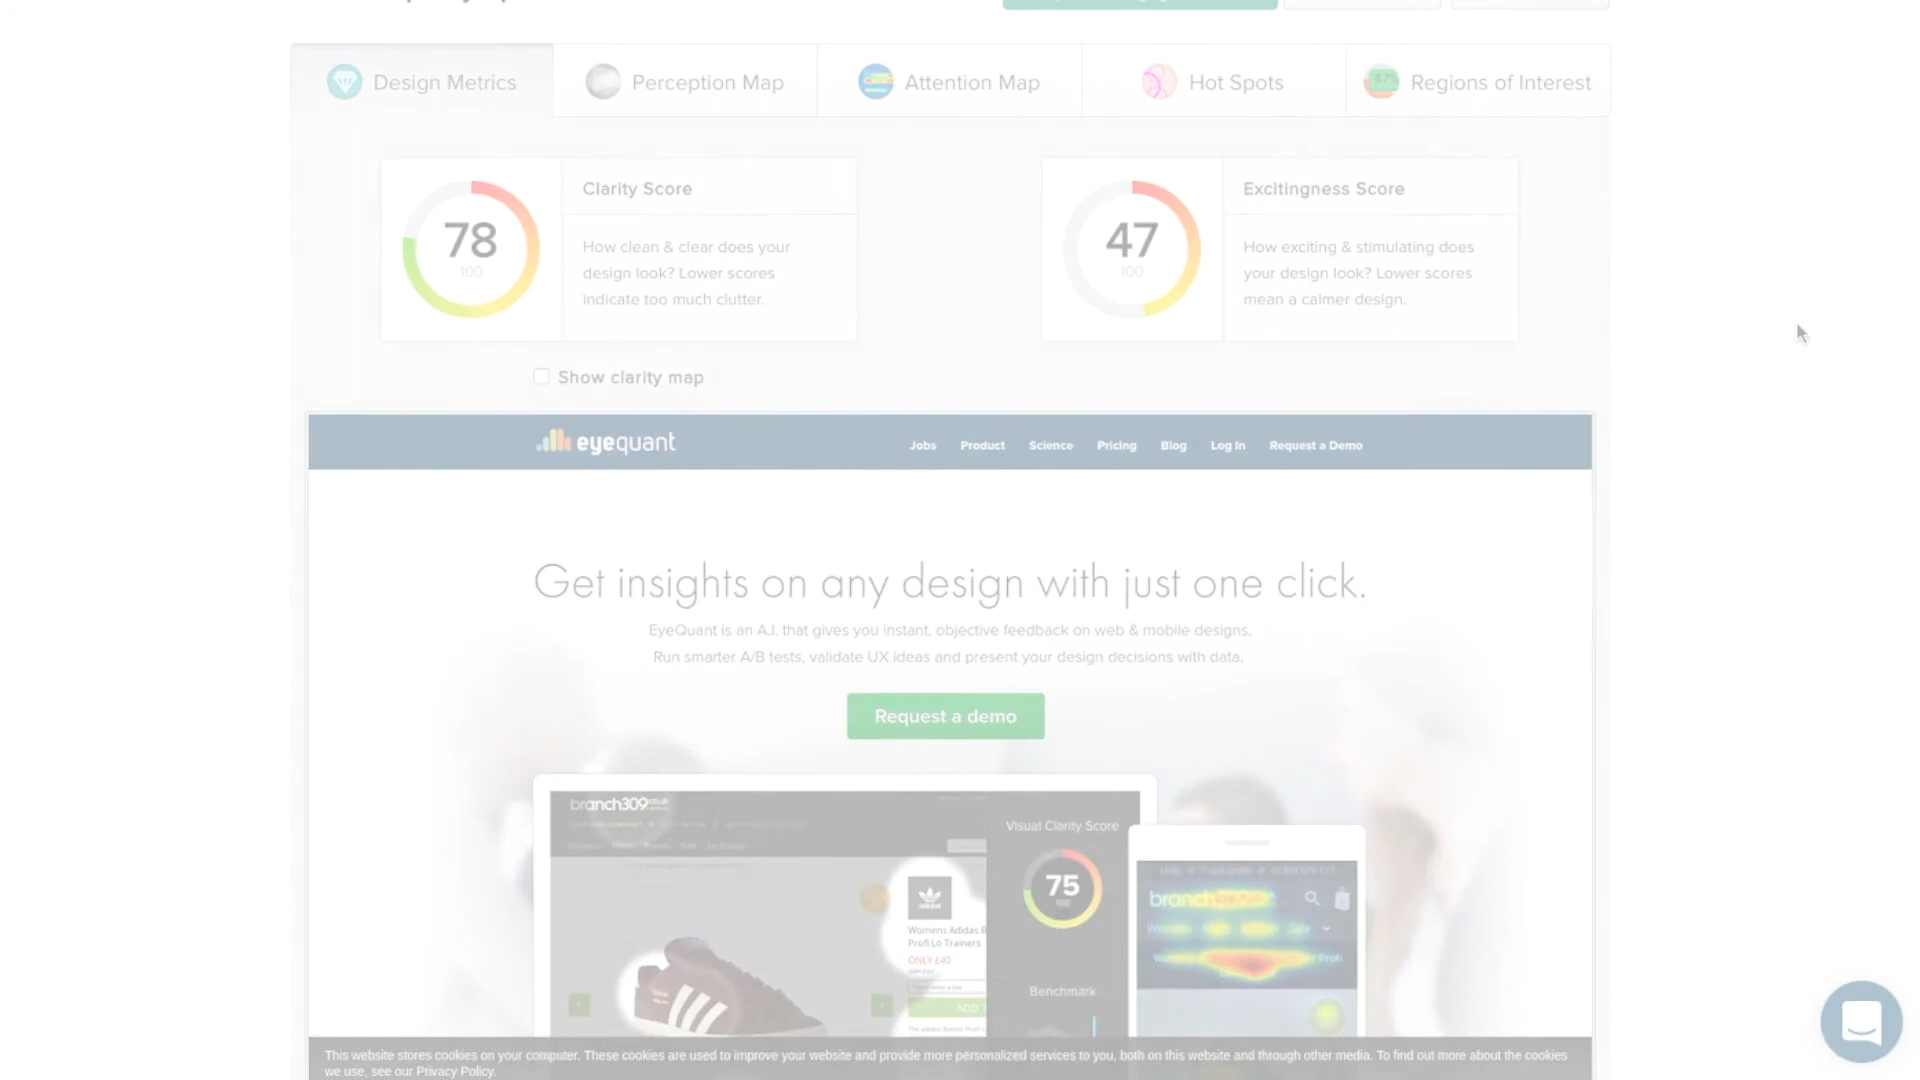 Design Metrics
Perception Map
Attention Map
Hot Spots
Regions of Interest
78
100
Clarity Score
How clean & clear does your
design look? Lower scores
indicate too much clutter.
47
100
Excitingness Score
How exciting & stimulating does
your design look? Lower scores
mean a calmer design.
Show clarity map
eyequant
Jobs Product Science Pricing Blog Log In Request a Demo
Get insights on any design with just one click.
EyeQuant is an A.I. that gives you instant, objective feedback on web & mobile designs.
Run smarter A/B tests, validate UX ideas and present your design decisions with data.
Request a demo
branch309
Visual Clarity Score
75
100
Womens Adidas B
Profi Lo Trainers
ONLY £40
Benchmark
Profi
This website stores cookies on your computer. These cookies are used to improve your website and provide more personalized services to you, both on this website and through other media. To find out more about the cookies
we use, see our Privacy Policy.